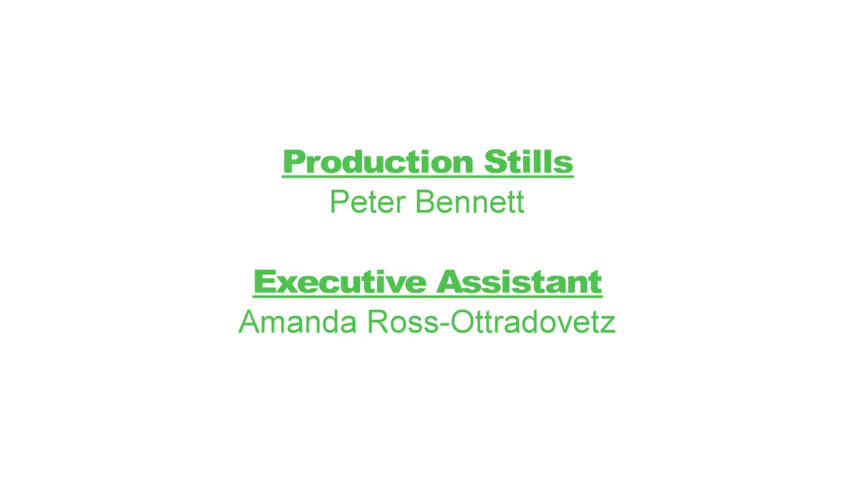 Production Stills
Peter Bennett
Executive Assistant
Amanda Ross-Ottradovetz